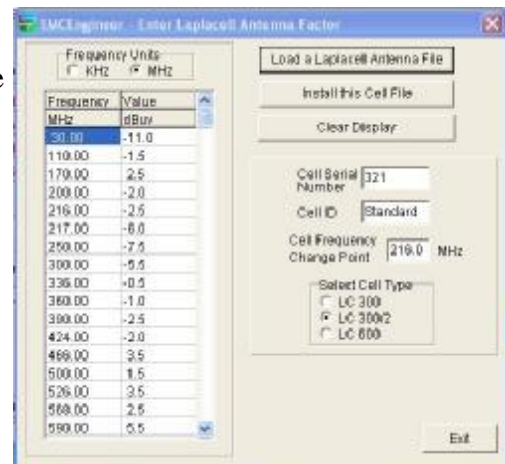 EMCEngineer - Enter Laplacell Antenna Factor
e
Frequency Units
KHz MHz
Frequency Value
MHz dBuv
30.00 -11.0
110.00 -1.5
170.00 2.5
200.00 -2.0
216.00 -2.5
217.00 -6.0
250.00 -7.5
300.00 -5.5
336.00 -0.5
360.00 -1.0
390.00 -2.5
424.00 -2.0
466.00 3.5
500.00 1.5
526.00 3.5
568.00 2.5
590.00 5.5
Load a Laplacell Antenna File
Install this Cell File
Clear Display
Cell Serial Number 321
Cell ID Standard
Cell Frequency Change Point 216.0 MHz
Select Cell Type
LC 300
LC 300/2
LC 600
Exit